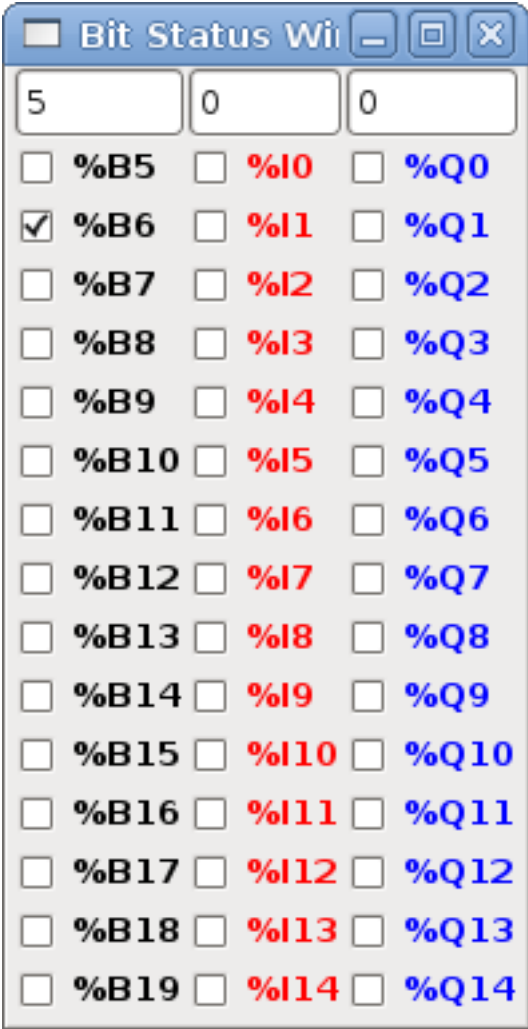 Bit Status Wi
5 0 0
%B5 %I0 %Q0
%B6 %I1 %Q1
%B7 %I2 %Q2
%B8 %I3 %Q3
%B9 %I4 %Q4
%B10 %I5 %Q5
%B11 %I6 %Q6
%B12 %I7 %Q7
%B13 %I8 %Q8
%B14 %I9 %Q9
%B15 %I10 %Q10
%B16 %I11 %Q11
%B17 %I12 %Q12
%B18 %I13 %Q13
%B19 %I14 %Q14